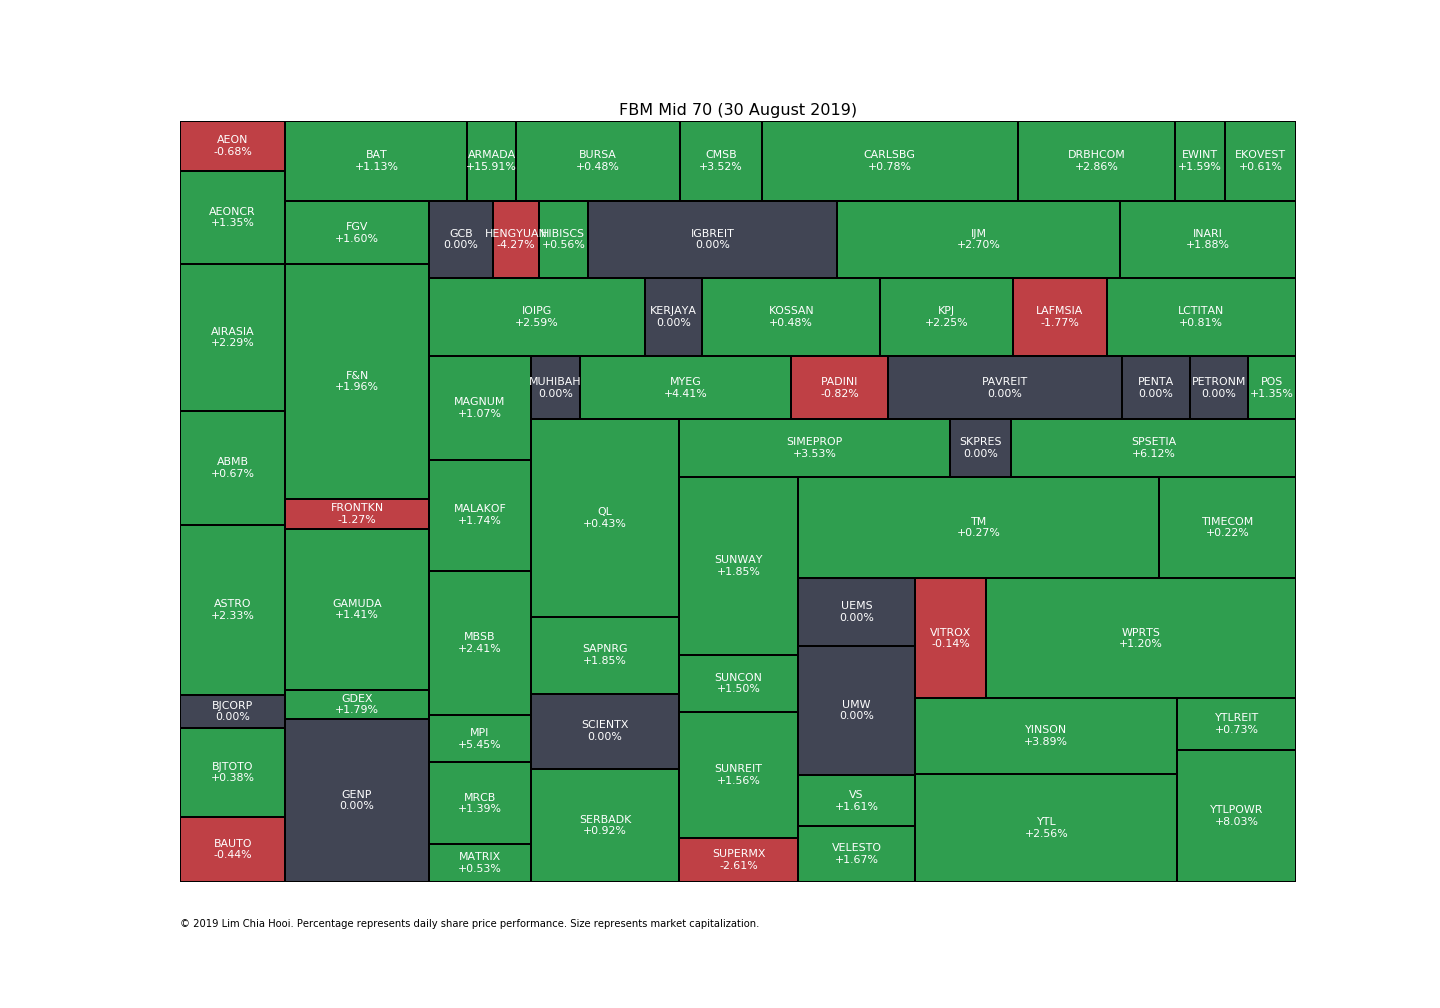 FBM Mid 70 (30 August 2019)
AEON
-0.68%
AEONCR
+1.35%
AIRASIA
+2.29%
ABMB
+0.67%
ASTRO
+2.33%
BJCORP
0.00%
BJTOTO
+0.38%
BAUTO
-0.44%
BAT
+1.13%
ARMADA
+15.91%
BURSA
+0.48%
CMSB
+3.52%
CARLSBG
+0.78%
DRBHCOM
+2.86%
EWINT
+1.59%
EKOVEST
+0.61%
FGV
+1.60%
F&N
+1.96%
FRONTKN
-1.27%
GAMUDA
+1.41%
GDEX
+1.79%
GENP
0.00%
GCB
0.00%
HENGYUAN
-4.27%
HIBISCS
+0.56%
IGBREIT
0.00%
IJM
+2.70%
INARI
+1.88%
IOIPG
+2.59%
KERJAYA
0.00%
KOSSAN
+0.48%
KPJ
+2.25%
LAFMSIA
-1.77%
LCTITAN
+0.81%
MAGNUM
+1.07%
MALAKOF
+1.74%
MBSB
+2.41%
MPI
+5.45%
MRCB
+1.39%
MATRIX
+0.53%
MUHIBAH
0.00%
MYEG
+4.41%
PADINI
-0.82%
PAVREIT
0.00%
PENTA
0.00%
PETRONM
0.00%
POS
+1.35%
QL
+0.43%
SAPNRG
+1.85%
SCIENTX
0.00%
SERBADK
+0.92%
SIMEPROP
+3.53%
SKPRES
0.00%
SPSETIA
+6.12%
SUNWAY
+1.85%
SUNCON
+1.50%
SUNREIT
+1.56%
SUPERMX
-2.61%
TM
+0.27%
TIMECOM
+0.22%
UEMS
0.00%
UMW
0.00%
VS
+1.61%
VELESTO
+1.67%
VITROX
-0.14%
WPRTS
+1.20%
YINSON
+3.89%
YTL
+2.56%
YTLREIT
+0.73%
YTLPOWR
+8.03%
© 2019 Lim Chia Hooi. Percentage represents daily share price performance. Size represents market capitalization.